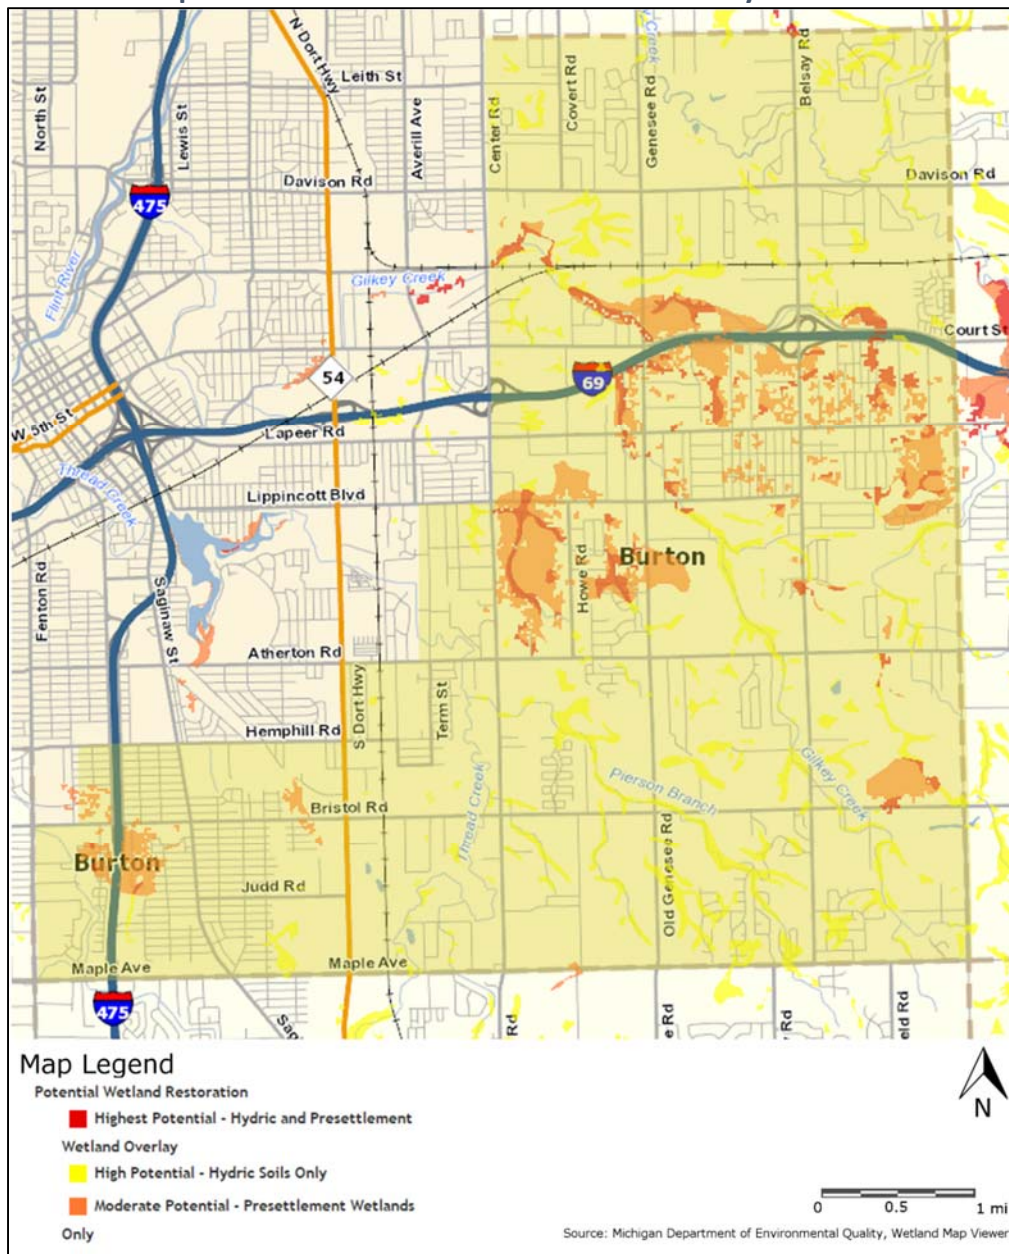 N Dort Hwy
Leith St
North St
Lewis St
Averill Ave
Center Rd
Covert Rd
Genesee Rd
Creek
Belsay Rd
Davison Rd
Davison Rd
475
Flint River
Gilkey Creek
Court St
54
69
W 5th St
Lapeer Rd
Thread Creek
Lippincott Blvd
Fenton Rd
Saginaw St
Howe Rd
Burton
Atherton Rd
S Dort Hwy
Term St
Hemphill Rd
Thread Creek
Pierson Branch
Gilkey Creek
Bristol Rd
Burton
Old Genesee Rd
Judd Rd
Maple Ave
Maple Ave
475
Rd
e Rd
Rd
eld Rd
Map Legend
Potential Wetland Restoration
Highest Potential - Hydric and Presettlement
Wetland Overlay
High Potential - Hydric Soils Only
Moderate Potential - Presettlement Wetlands
Only
N
0 0.5 1 mi
Source: Michigan Department of Environmental Quality, Wetland Map Viewer